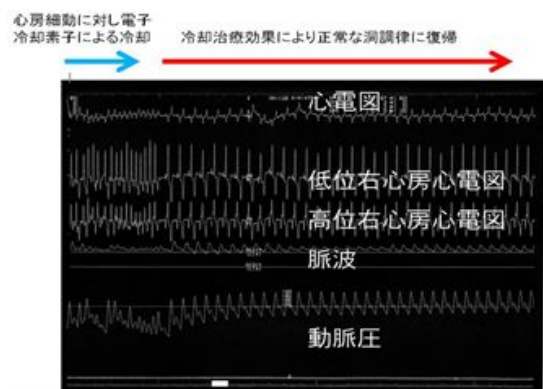 心房細動に対し電子
冷却素子による冷却
冷却治療効果により正常な洞調律に復帰
心電図
低位右心房心電図
高位右心房心電図
脈波
動脈圧